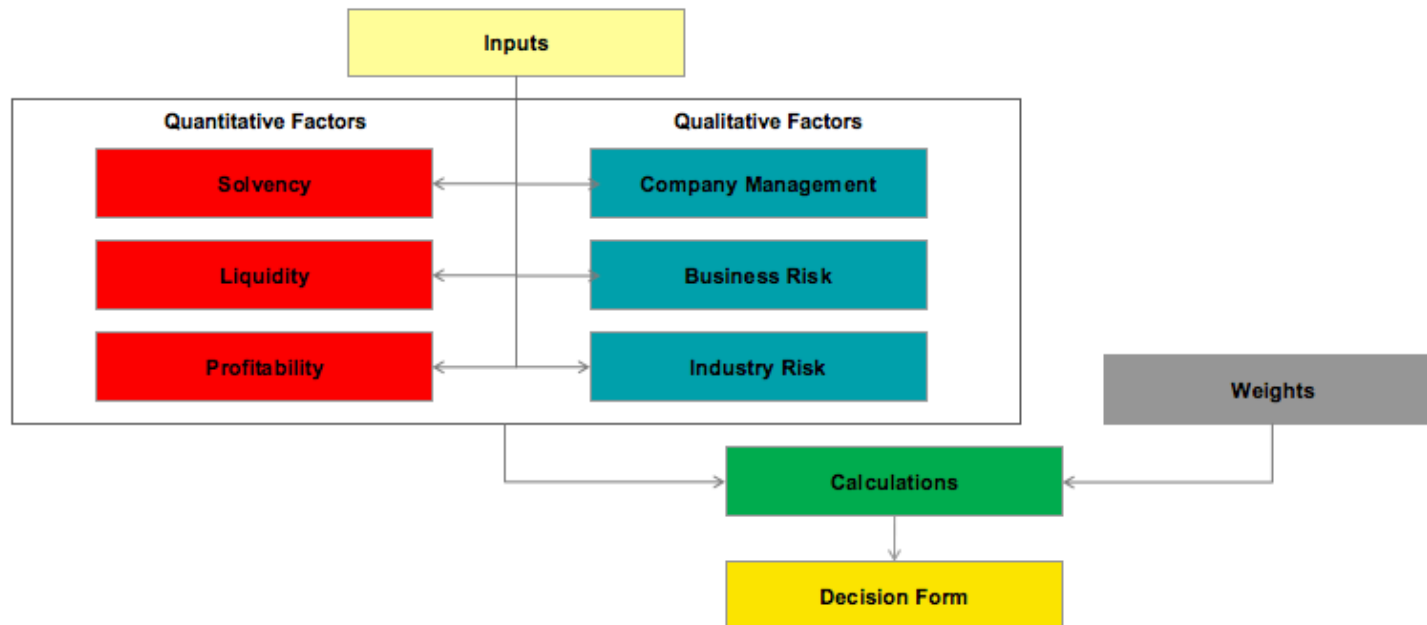 Inputs
Quantitative Factors
Qualitative Factors
Solvency
Company Management
Liquidity
Business Risk
Profitability
Industry Risk
Weights
Calculations
Decision Form